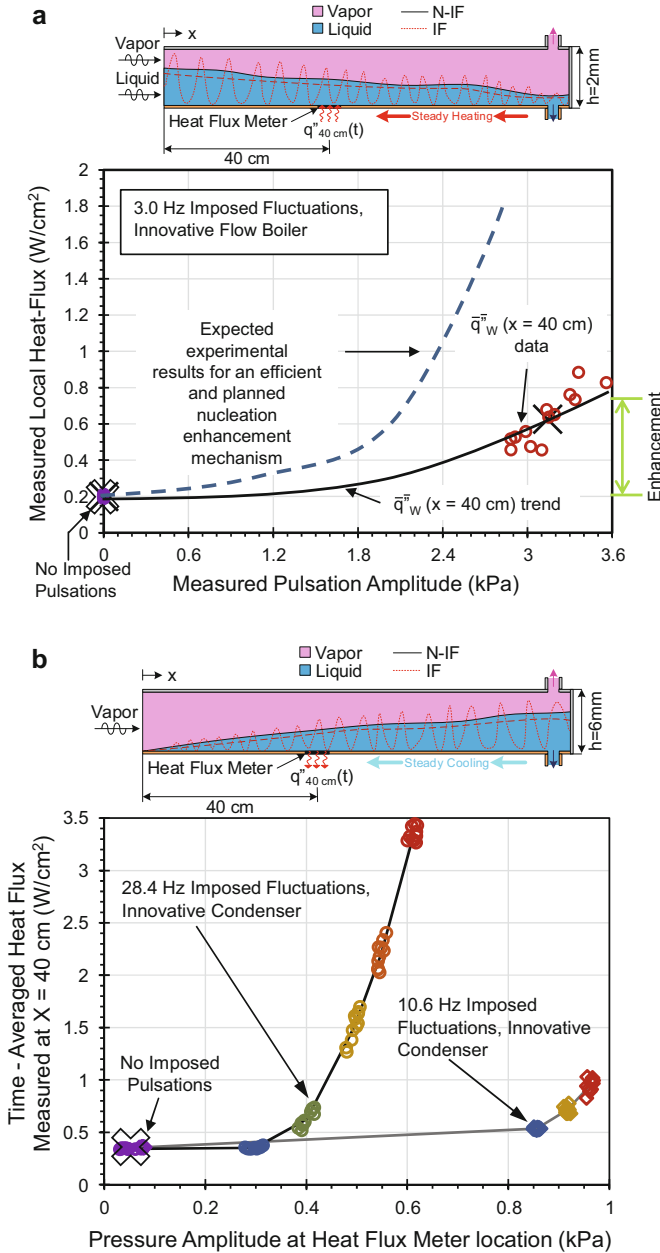 a
Vapor
N-IF
Liquid
IF
x
Vapor
Liquid
h=2mm
Heat Flux Meter
q"40 cm(t)
Steady Heating
40 cm
Measured Local Heat-Flux (W/cm²)
2
1.8
1.6
1.4
1.2
1
0.8
0.6
0.4
0.2
0
3.0 Hz Imposed Fluctuations,
Innovative Flow Boiler
Expected
experimental
results for an efficient
and planned
nucleation
enhancement
mechanism
q̅"W (x = 40 cm)
data
q̅"W (x = 40 cm) trend
Enhancement
No Imposed
Pulsations
0
0.6
1.2
1.8
2.4
3
3.6
Measured Pulsation Amplitude (kPa)
b
Vapor
N-IF
Liquid
IF
x
Vapor
h=6mm
Heat Flux Meter
q"40 cm(t)
Steady Cooling
40 cm
Time - Averaged Heat Flux
Measured at X = 40 cm (W/cm²)
3.5
3
2.5
2
1.5
1
0.5
0
28.4 Hz Imposed Fluctuations,
Innovative Condenser
10.6 Hz Imposed
Fluctuations, Innovative
Condenser
No Imposed
Pulsations
0
0.2
0.4
0.6
0.8
1
Pressure Amplitude at Heat Flux Meter location (kPa)